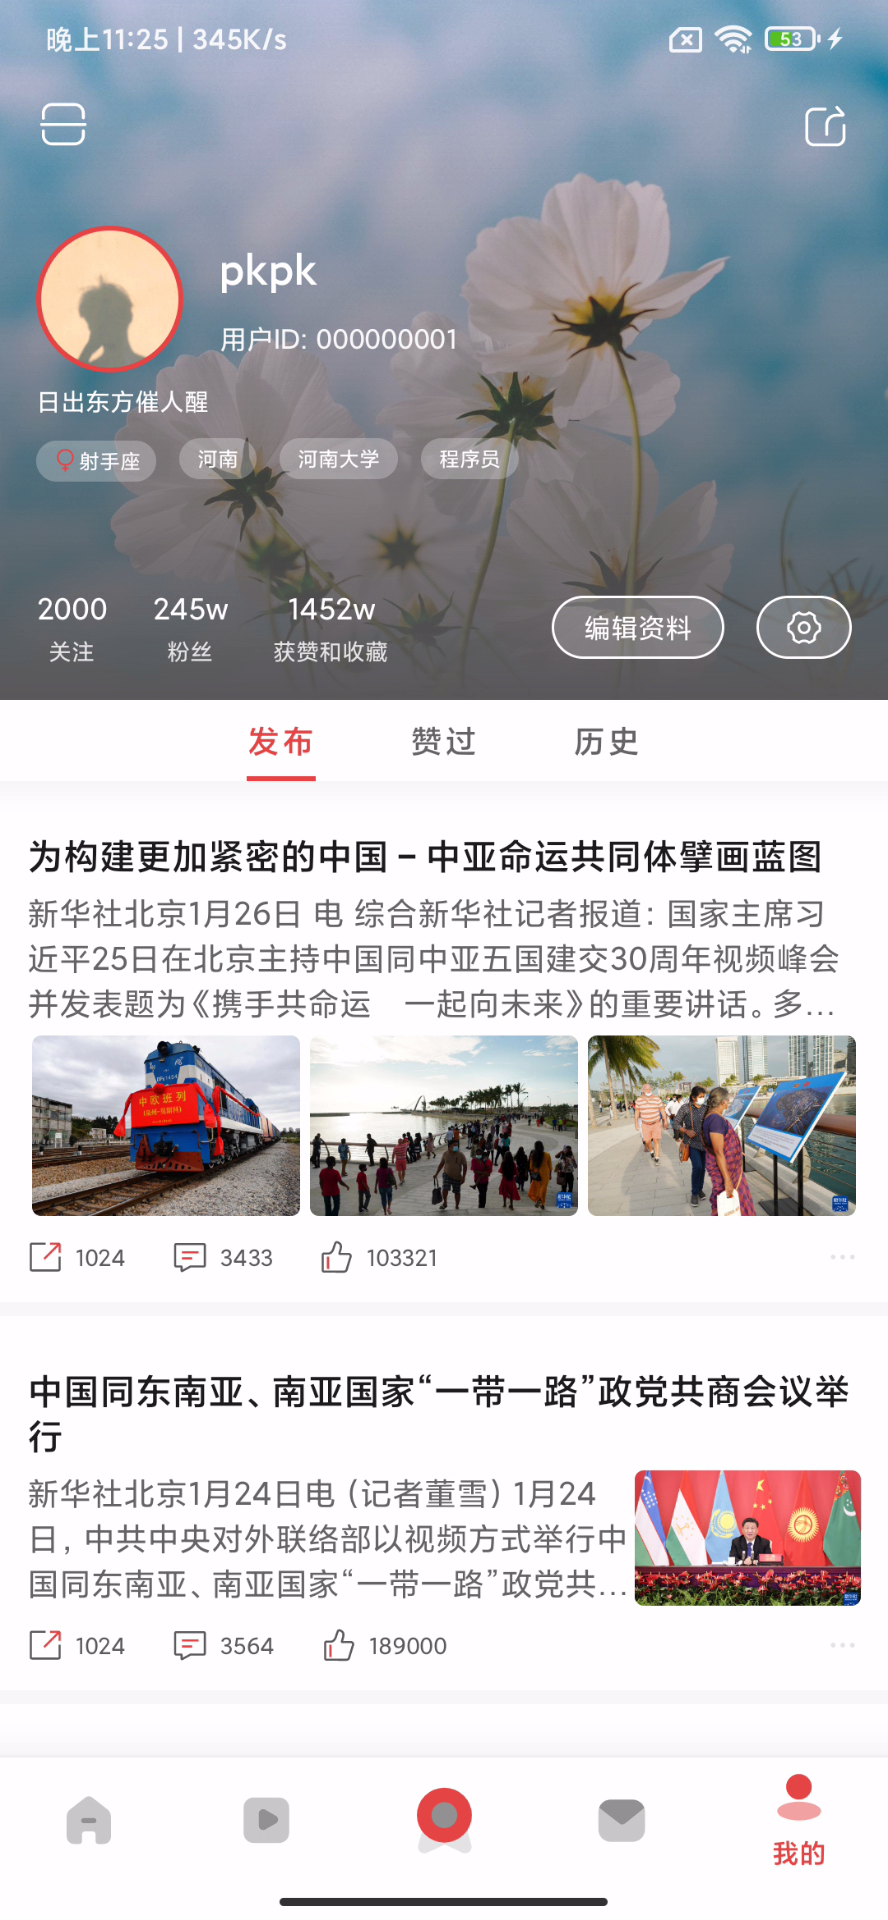 晚上11:25 | 345K/s
53
pkpk
用户ID: 000000001
日出东方催人醒
射手座
河南
河南大学
程序员
2000
245w
1452w
关注
粉丝
获赞和收藏
编辑资料
发布
赞过
历史
为构建更加紧密的中国–中亚命运共同体擘画蓝图
新华社北京1月26日 电 综合新华社记者报道：国家主席习
近平25日在北京主持中国同中亚五国建交30周年视频峰会
并发表题为《携手共命运 一起向未来》的重要讲话。多...
中欧班列
1024
3433
103321
中国同东南亚、南亚国家“一带一路”政党共商会议举
行
新华社北京1月24日电（记者董雪）1月24
日，中共中央对外联络部以视频方式举行中
国同东南亚、南亚国家“一带一路”政党共...
1024
3564
189000
我的